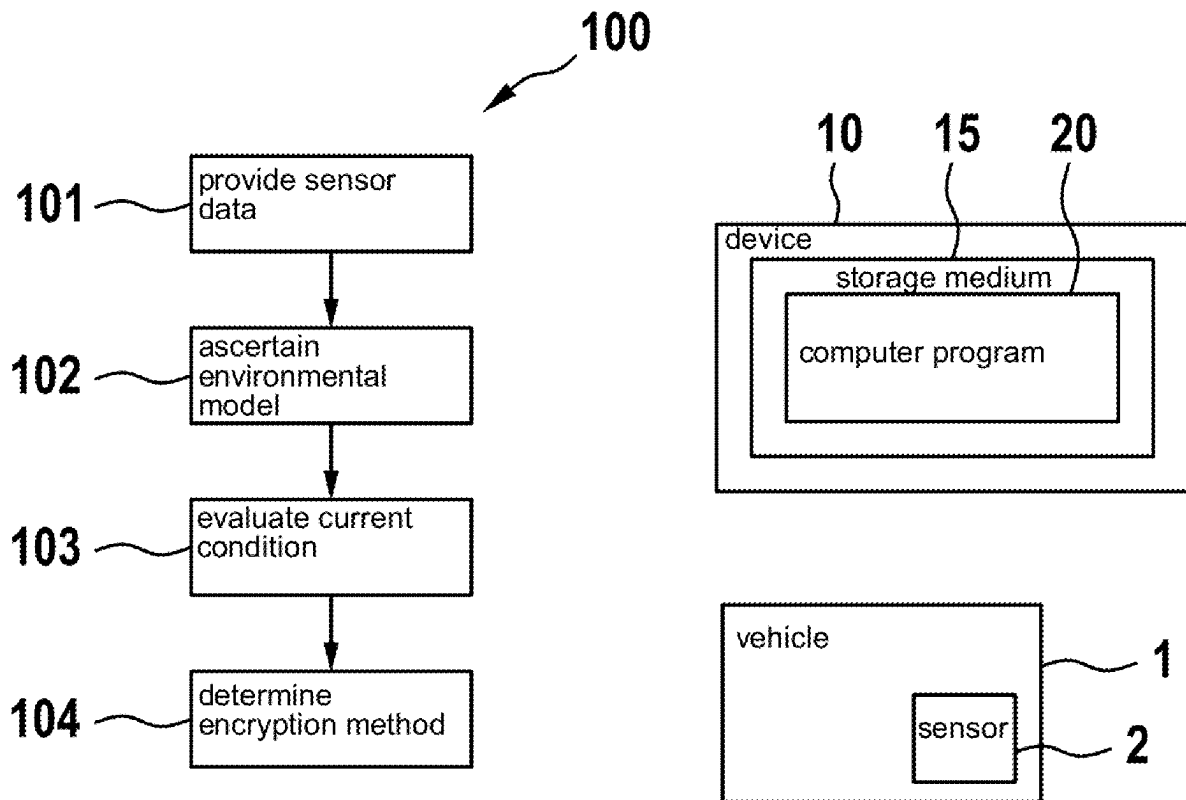 100
101
provide sensor
data
102
ascertain
environmental
model
103
evaluate current
condition
104
determine
encryption method
10
15
20
device
storage medium
computer program
vehicle
1
sensor
2